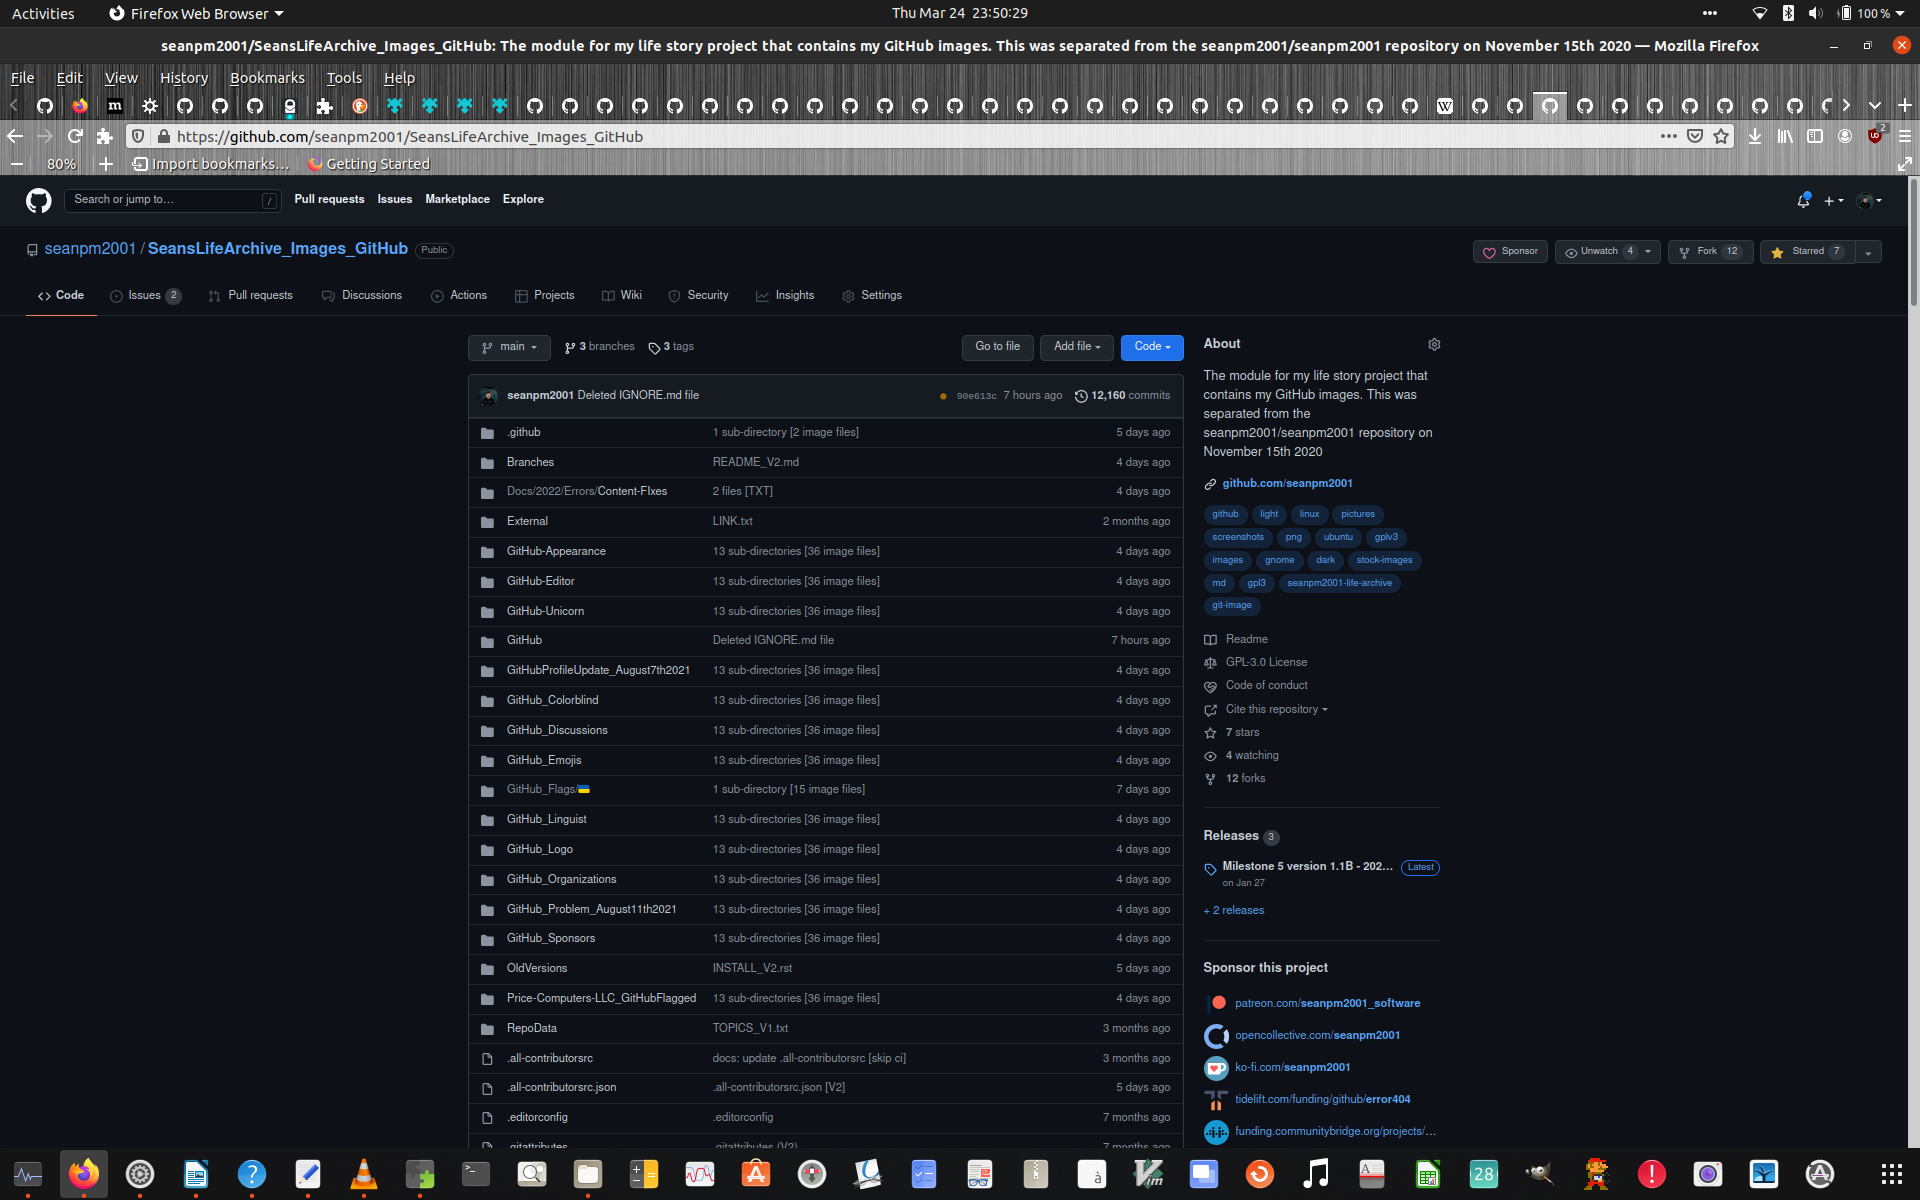 Activities Firefox Web Browser Thu Mar 24 23:50:29 100 %
seanpm2001/SeansLifeArchive_Images_GitHub: The module for my life story project that contains my GitHub images. This was separated from the seanpm2001/seanpm2001 repository on November 15th 2020 — Mozilla Firefox
File Edit View History Bookmarks Tools Help
https://github.com/seanpm2001/SeansLifeArchive_Images_GitHub 2
80% Import bookmarks... Getting Started
Search or jump to... / Pull requests Issues Marketplace Explore
seanpm2001 / SeansLifeArchive_Images_GitHub Public Sponsor Unwatch 4 Fork 12 Starred 7
Code Issues 2 Pull requests Discussions Actions Projects Wiki Security Insights Settings
main 3 branches 3 tags Go to file Add file Code
seanpm2001 Deleted IGNORE.md file 90e613c 7 hours ago 12,160 commits
.github 1 sub-directory [2 image files] 5 days ago
Branches README_V2.md 4 days ago
Docs/2022/Errors/Content-FIxes 2 files [TXT] 4 days ago
External LINK.txt 2 months ago
GitHub-Appearance 13 sub-directories [36 image files] 4 days ago
GitHub-Editor 13 sub-directories [36 image files] 4 days ago
GitHub-Unicorn 13 sub-directories [36 image files] 4 days ago
GitHub Deleted IGNORE.md file 7 hours ago
GitHubProfileUpdate_August7th2021 13 sub-directories [36 image files] 4 days ago
GitHub_Colorblind 13 sub-directories [36 image files] 4 days ago
GitHub_Discussions 13 sub-directories [36 image files] 4 days ago
GitHub_Emojis 13 sub-directories [36 image files] 4 days ago
GitHub_Flags/🇺🇦 1 sub-directory [15 image files] 7 days ago
GitHub_Linguist 13 sub-directories [36 image files] 4 days ago
GitHub_Logo 13 sub-directories [36 image files] 4 days ago
GitHub_Organizations 13 sub-directories [36 image files] 4 days ago
GitHub_Problem_August11th2021 13 sub-directories [36 image files] 4 days ago
GitHub_Sponsors 13 sub-directories [36 image files] 4 days ago
OldVersions INSTALL_V2.rst 5 days ago
Price-Computers-LLC_GitHubFlagged 13 sub-directories [36 image files] 4 days ago
RepoData TOPICS_V1.txt 3 months ago
.all-contributorsrc docs: update .all-contributorsrc [skip ci] 3 months ago
.all-contributorsrc.json .all-contributorsrc.json [V2] 5 days ago
.editorconfig .editorconfig 7 months ago
.gitattributes .gitattributes (V2) 7 months ago
About
The module for my life story project that
contains my GitHub images. This was
separated from the
seanpm2001/seanpm2001 repository on
November 15th 2020
github.com/seanpm2001
github light linux pictures
screenshots png ubuntu gplv3
images gnome dark stock-images
md gpl3 seanpm2001-life-archive
git-image
Readme
GPL-3.0 License
Code of conduct
Cite this repository
7 stars
4 watching
12 forks
Releases 3
Milestone 5 version 1.1B - 202... Latest
on Jan 27
+ 2 releases
Sponsor this project
patreon.com/seanpm2001_software
opencollective.com/seanpm2001
ko-fi.com/seanpm2001
tidelift.com/funding/github/error404
funding.communitybridge.org/projects/...
28